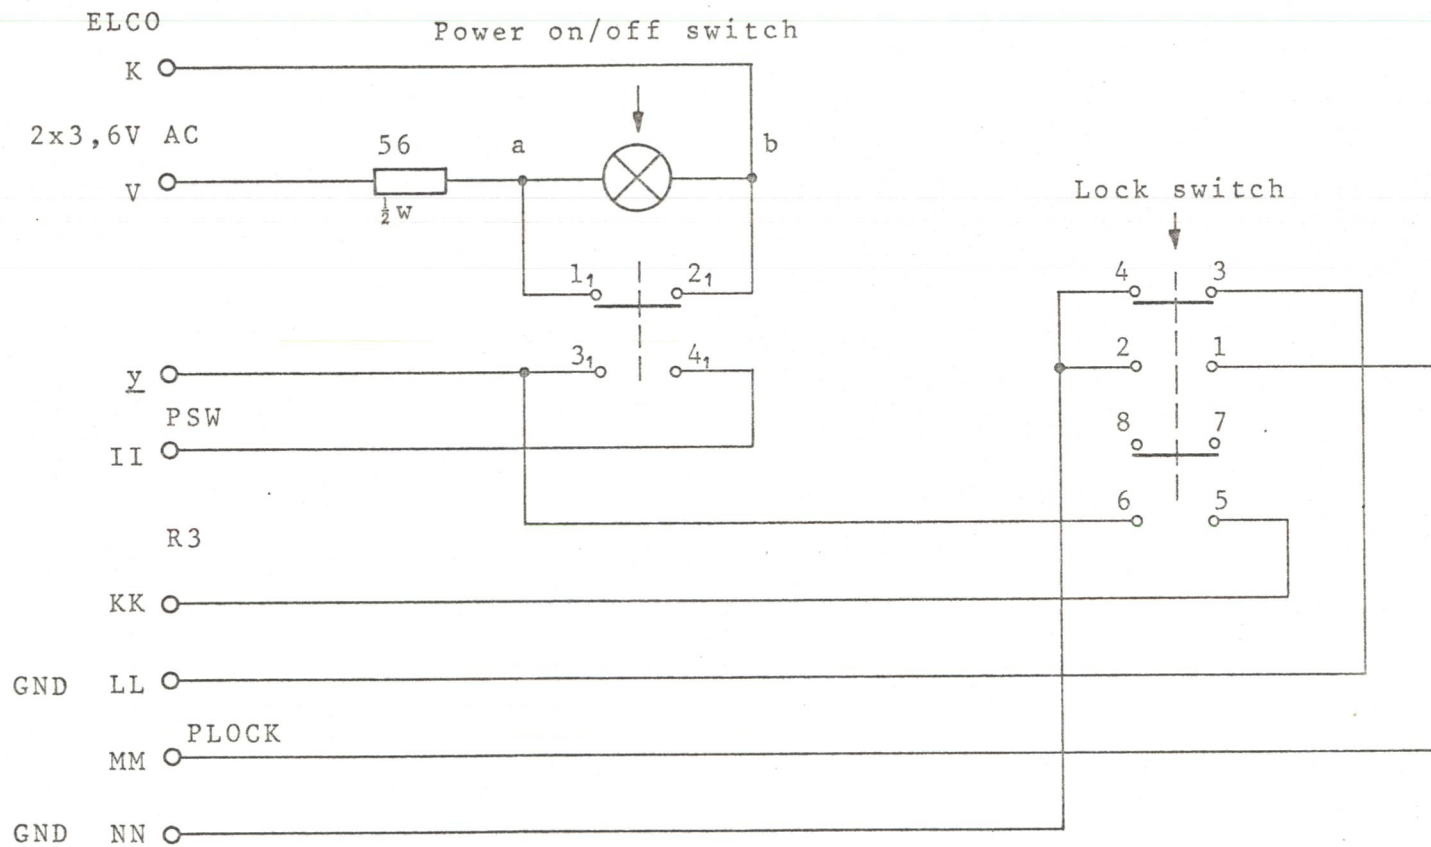 ELCO
Power on/off switch
K
2x3,6V AC
56
a
b
V
½ W
Lock switch
1₁ 2₁
4 3
y
3₁ 4₁
2 1
PSW
II
8 7
6 5
R3
KK
GND LL
PLOCK
MM
GND NN